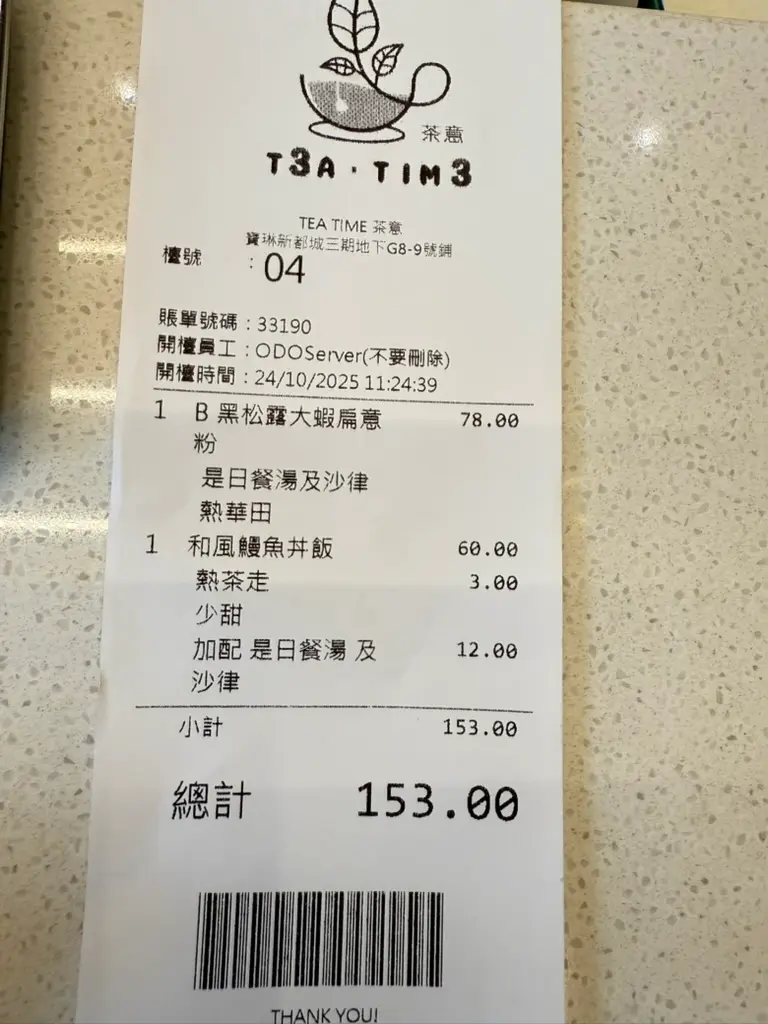 茶意
T3A · TIM3
TEA TIME 茶意
寶琳新都城三期地下G8-9號鋪
檯號 : 04
賬單號碼 : 33190
開檯員工 : ODOServer(不要刪除)
開檯時間 : 24/10/2025 11:24:39
1 B 黑松露大蝦扁意 78.00
粉
是日餐湯及沙律
熱華田
1 和風鰻魚丼飯 60.00
熱茶走 3.00
少甜
加配 是日餐湯 及 12.00
沙律
小計 153.00
總計 153.00
THANK YOU!